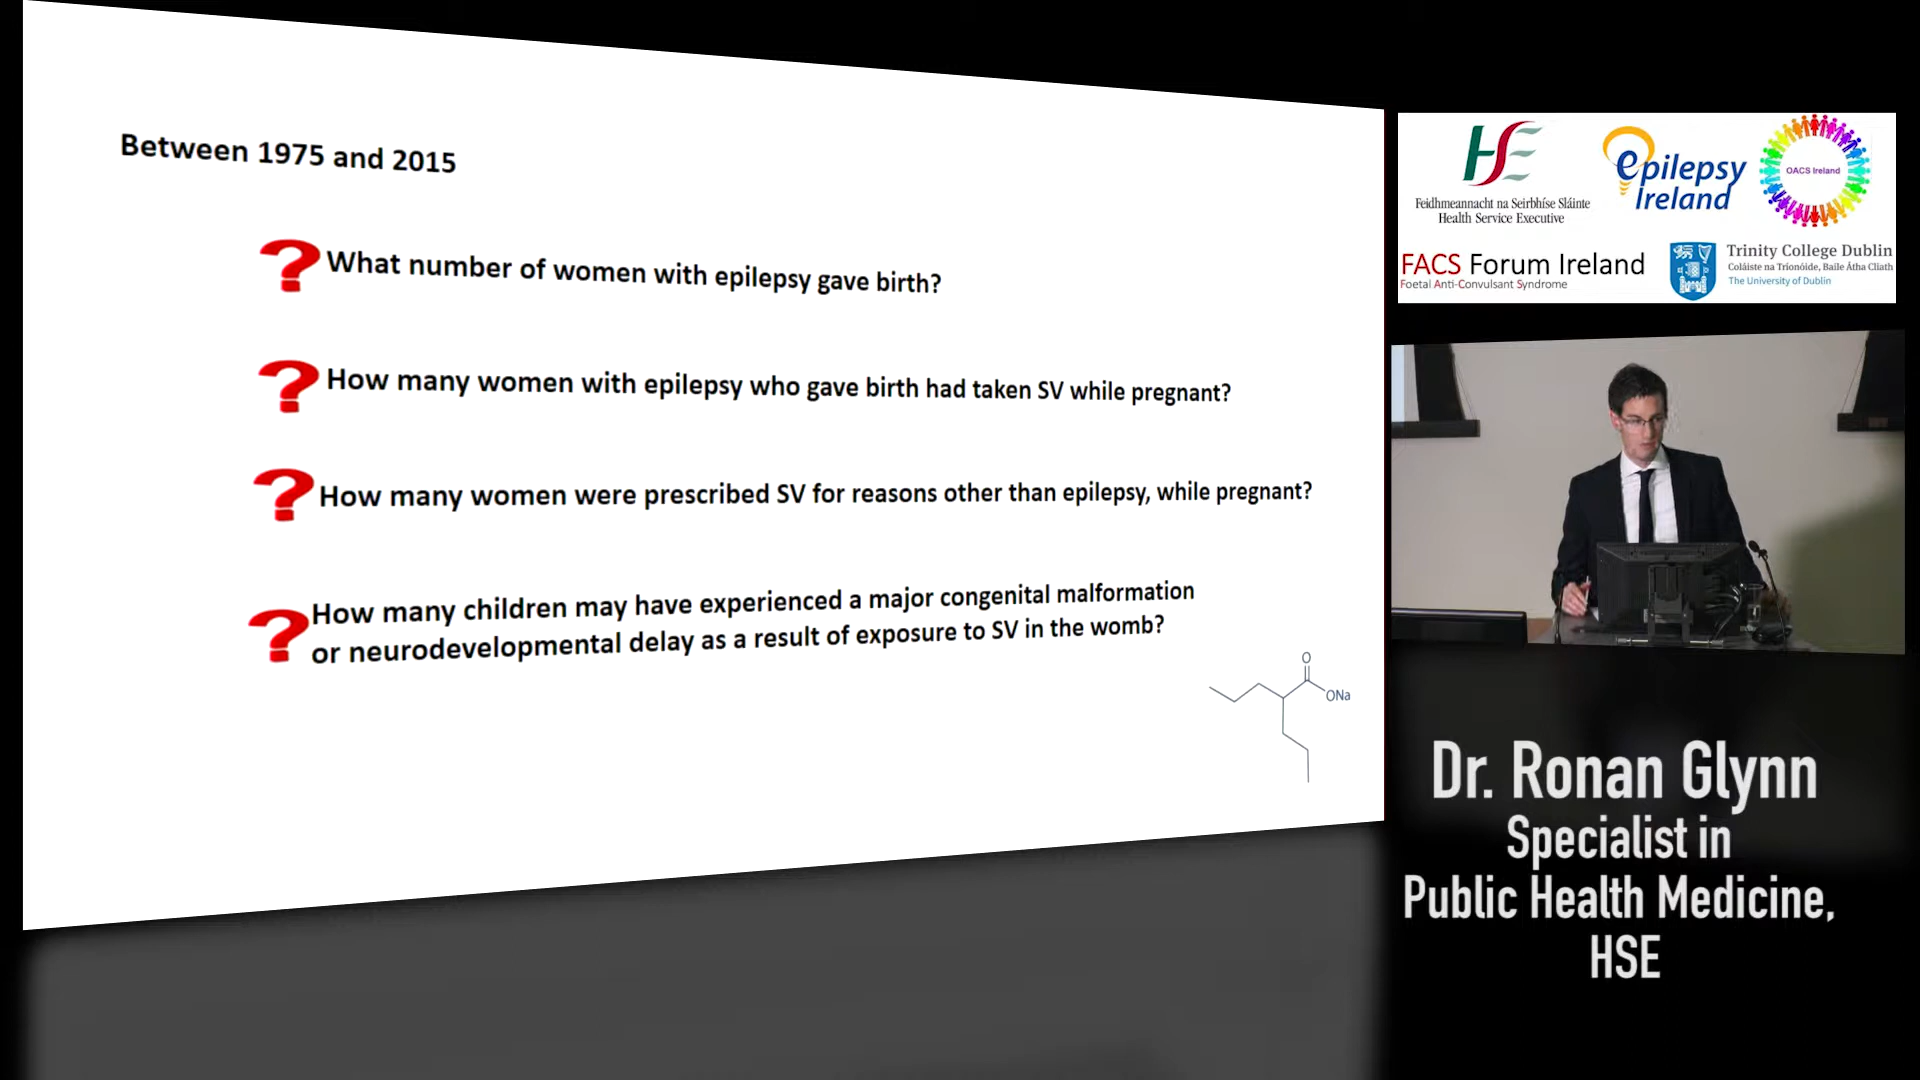 Between 1975 and 2015
? What number of women with epilepsy gave birth?
? How many women with epilepsy who gave birth had taken SV while pregnant?
? How many women were prescribed SV for reasons other than epilepsy, while pregnant?
? How many children may have experienced a major congenital malformation
or neurodevelopmental delay as a result of exposure to SV in the womb?
O
ONa
HSE
Feidhmeannacht na Seirbhíse Sláinte
Health Service Executive
epilepsy
Ireland
OACS Ireland
FACS Forum Ireland
Foetal Anti-Convulsant Syndrome
Trinity College Dublin
Coláiste na Tríonóide, Baile Átha Cliath
The University of Dublin
Dr. Ronan Glynn
Specialist in
Public Health Medicine,
HSE